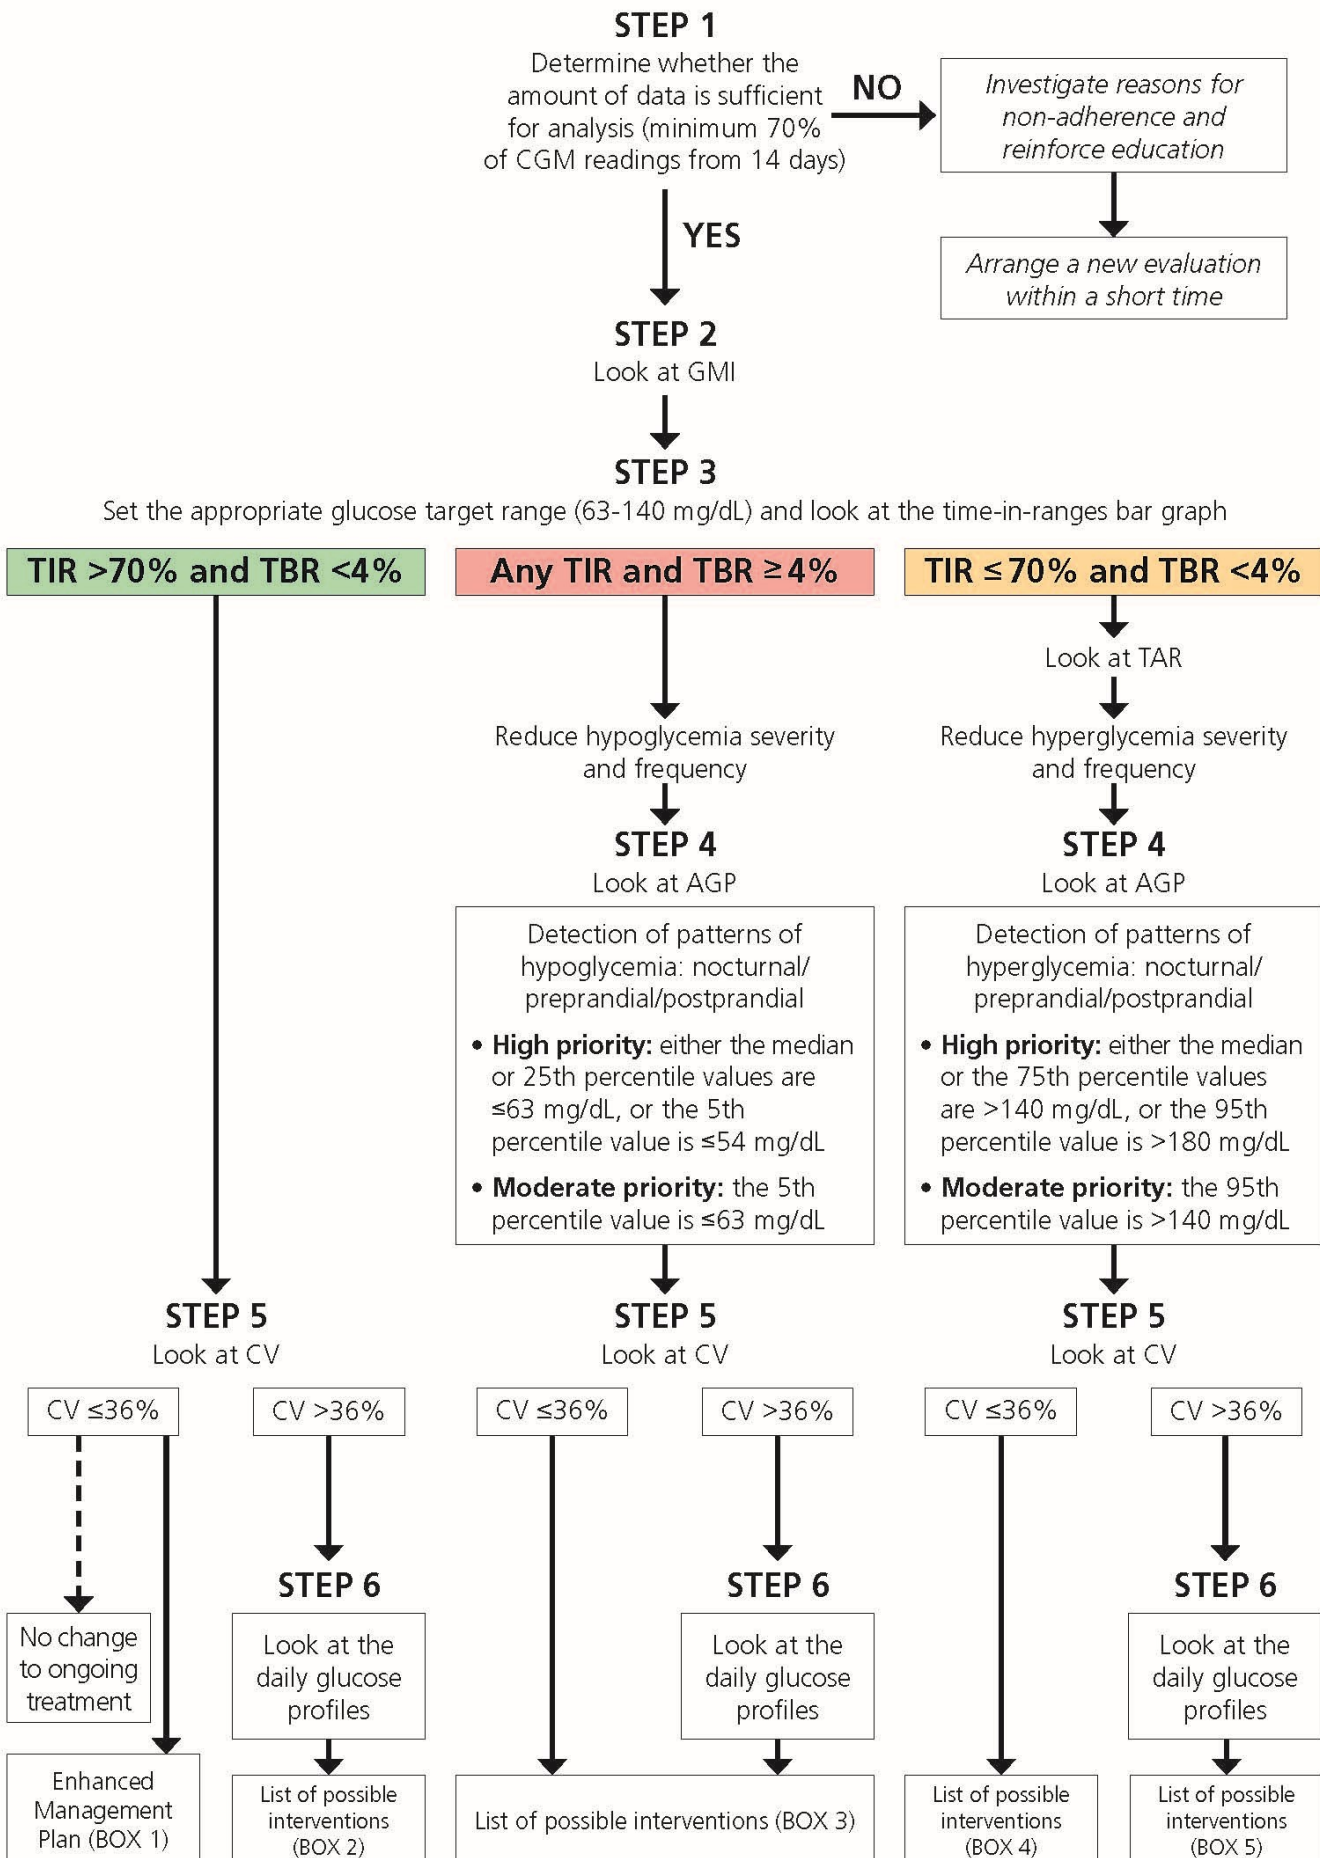 STEP 1
Determine whether the
amount of data is sufficient
for analysis (minimum 70%
of CGM readings from 14 days)
NO
Investigate reasons for
non-adherence and
reinforce education
Arrange a new evaluation
within a short time
YES
STEP 2
Look at GMI
STEP 3
Set the appropriate glucose target range (63-140 mg/dL) and look at the time-in-ranges bar graph
TIR >70% and TBR <4%
Any TIR and TBR ≥4%
TIR ≤70% and TBR <4%
Look at TAR
Reduce hypoglycemia severity
and frequency
Reduce hyperglycemia severity
and frequency
STEP 4
Look at AGP
Detection of patterns of
hypoglycemia: nocturnal/
preprandial/postprandial
• High priority: either the median
or 25th percentile values are
≤63 mg/dL, or the 5th
percentile value is ≤54 mg/dL
• Moderate priority: the 5th
percentile value is ≤63 mg/dL
STEP 4
Look at AGP
Detection of patterns of
hyperglycemia: nocturnal/
preprandial/postprandial
• High priority: either the median
or the 75th percentile values
are >140 mg/dL, or the 95th
percentile value is >180 mg/dL
• Moderate priority: the 95th
percentile value is >140 mg/dL
STEP 5
Look at CV
CV ≤36%
CV >36%
No change
to ongoing
treatment
Enhanced
Management
Plan (BOX 1)
STEP 6
Look at the
daily glucose
profiles
List of possible
interventions
(BOX 2)
STEP 5
Look at CV
CV ≤36%
CV >36%
STEP 6
Look at the
daily glucose
profiles
List of possible interventions (BOX 3)
STEP 5
Look at CV
CV ≤36%
CV >36%
List of possible
interventions
(BOX 4)
STEP 6
Look at the
daily glucose
profiles
List of possible
interventions
(BOX 5)